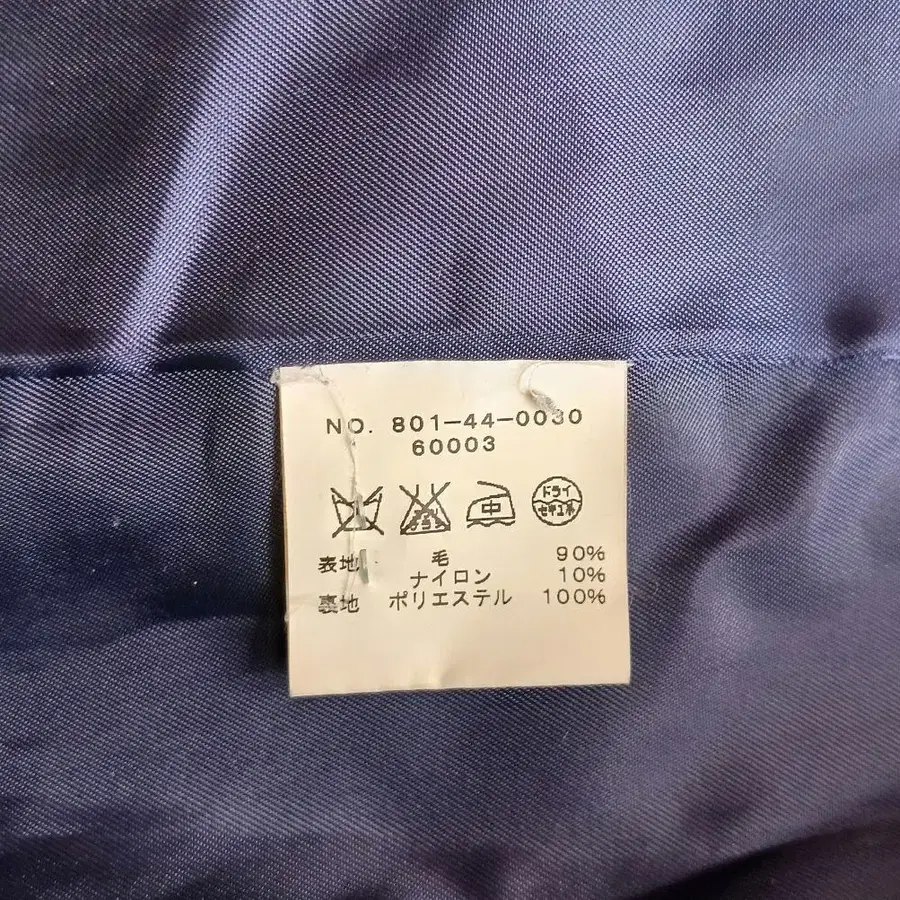 NO. 801-44-0030
60003
中 ドライ
セキユ系
表地 毛 90%
ナイロン 10%
裏地 ポリエステル 100%